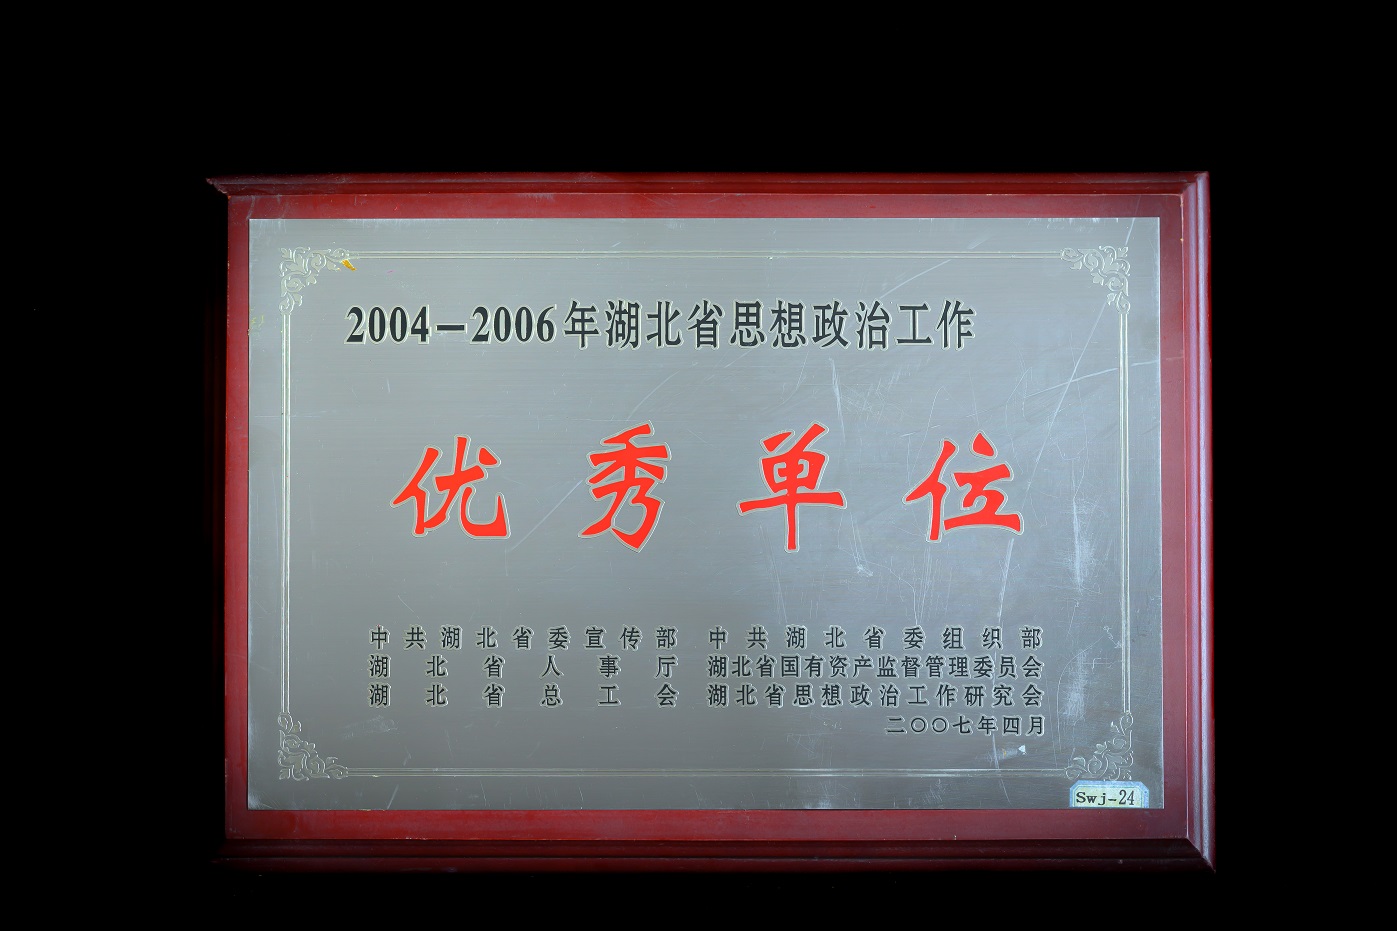 2004-2006年湖北省思想政治工作
优秀单位
中共湖北省委宣传部 中共湖北省委组织部
湖北省人事厅 湖北省国有资产监督管理委员会
湖北省总工会 湖北省思想政治工作研究会
二〇〇七年四月
Swj-24